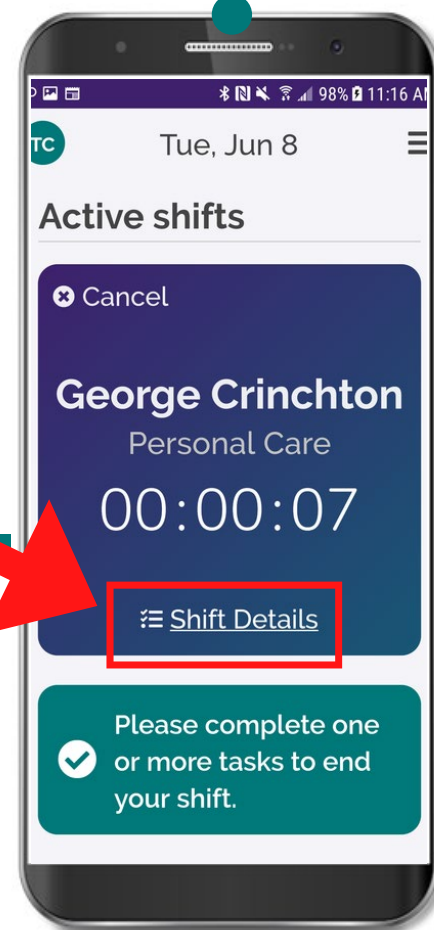 98% 11:16 A
TC
Tue, Jun 8
Active shifts
Cancel
George Crinchton
Personal Care
00:00:07
Shift Details
Please complete one
or more tasks to end
your shift.